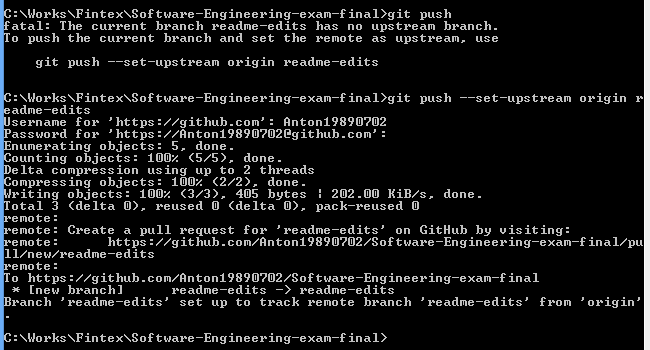 C:\Works\Fintex\Software-Engineering-exam-final>git push
fatal: The current branch readme-edits has no upstream branch.
To push the current branch and set the remote as upstream, use
    git push --set-upstream origin readme-edits
C:\Works\Fintex\Software-Engineering-exam-final>git push --set-upstream origin r
eadme-edits
Username for 'https://github.com': Anton19890702
Password for 'https://Anton19890702@github.com':
Enumerating objects: 5, done.
Counting objects: 100% (5/5), done.
Delta compression using up to 2 threads
Compressing objects: 100% (2/2), done.
Writing objects: 100% (3/3), 405 bytes | 202.00 KiB/s, done.
Total 3 (delta 0), reused 0 (delta 0), pack-reused 0
remote:
remote: Create a pull request for 'readme-edits' on GitHub by visiting:
remote:      https://github.com/Anton19890702/Software-Engineering-exam-final/pu
ll/new/readme-edits
remote:
To https://github.com/Anton19890702/Software-Engineering-exam-final
 * [new branch]      readme-edits -> readme-edits
Branch 'readme-edits' set up to track remote branch 'readme-edits' from 'origin'
.
C:\Works\Fintex\Software-Engineering-exam-final>